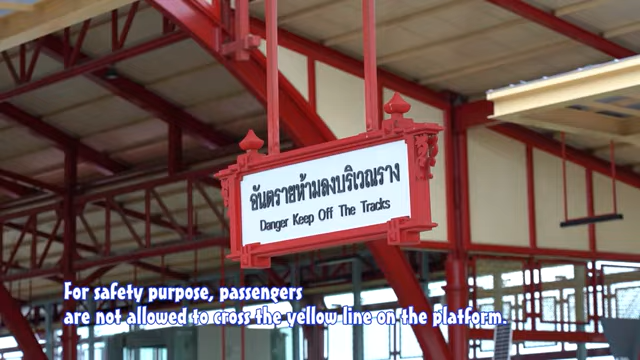 อันตรายห้ามลงบริเวณราง
Danger Keep Off The Tracks
For safety purpose, passengers
are not allowed to cross the yellow line on the platform.